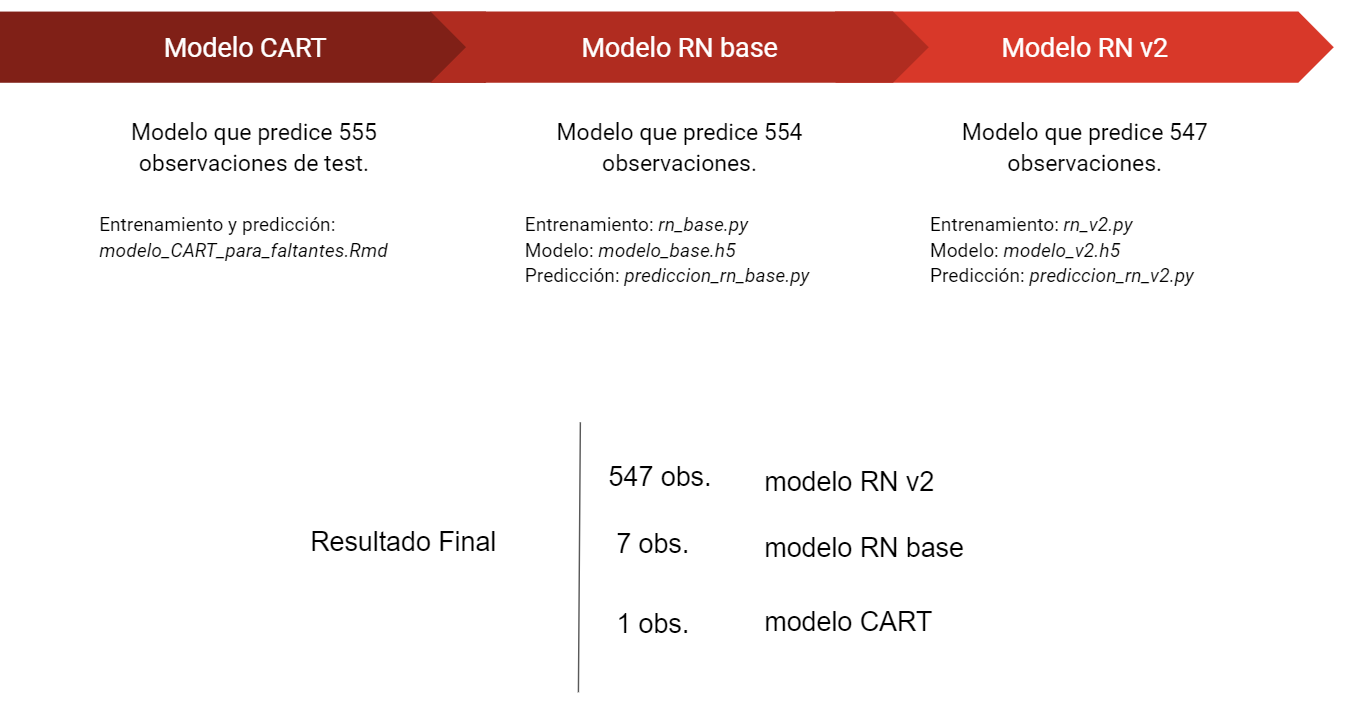 Modelo CART
Modelo RN base
Modelo RN v2
Modelo que predice 555
observaciones de test.
Modelo que predice 554
observaciones.
Modelo que predice 547
observaciones.
Entrenamiento y predicción:
modelo_CART_para_faltantes.Rmd
Entrenamiento: rn_base.py
Modelo: modelo_base.h5
Predicción: prediccion_rn_base.py
Entrenamiento: rn_v2.py
Modelo: modelo_v2.h5
Predicción: prediccion_rn_v2.py
Resultado Final
547 obs. modelo RN v2
7 obs. modelo RN base
1 obs. modelo CART